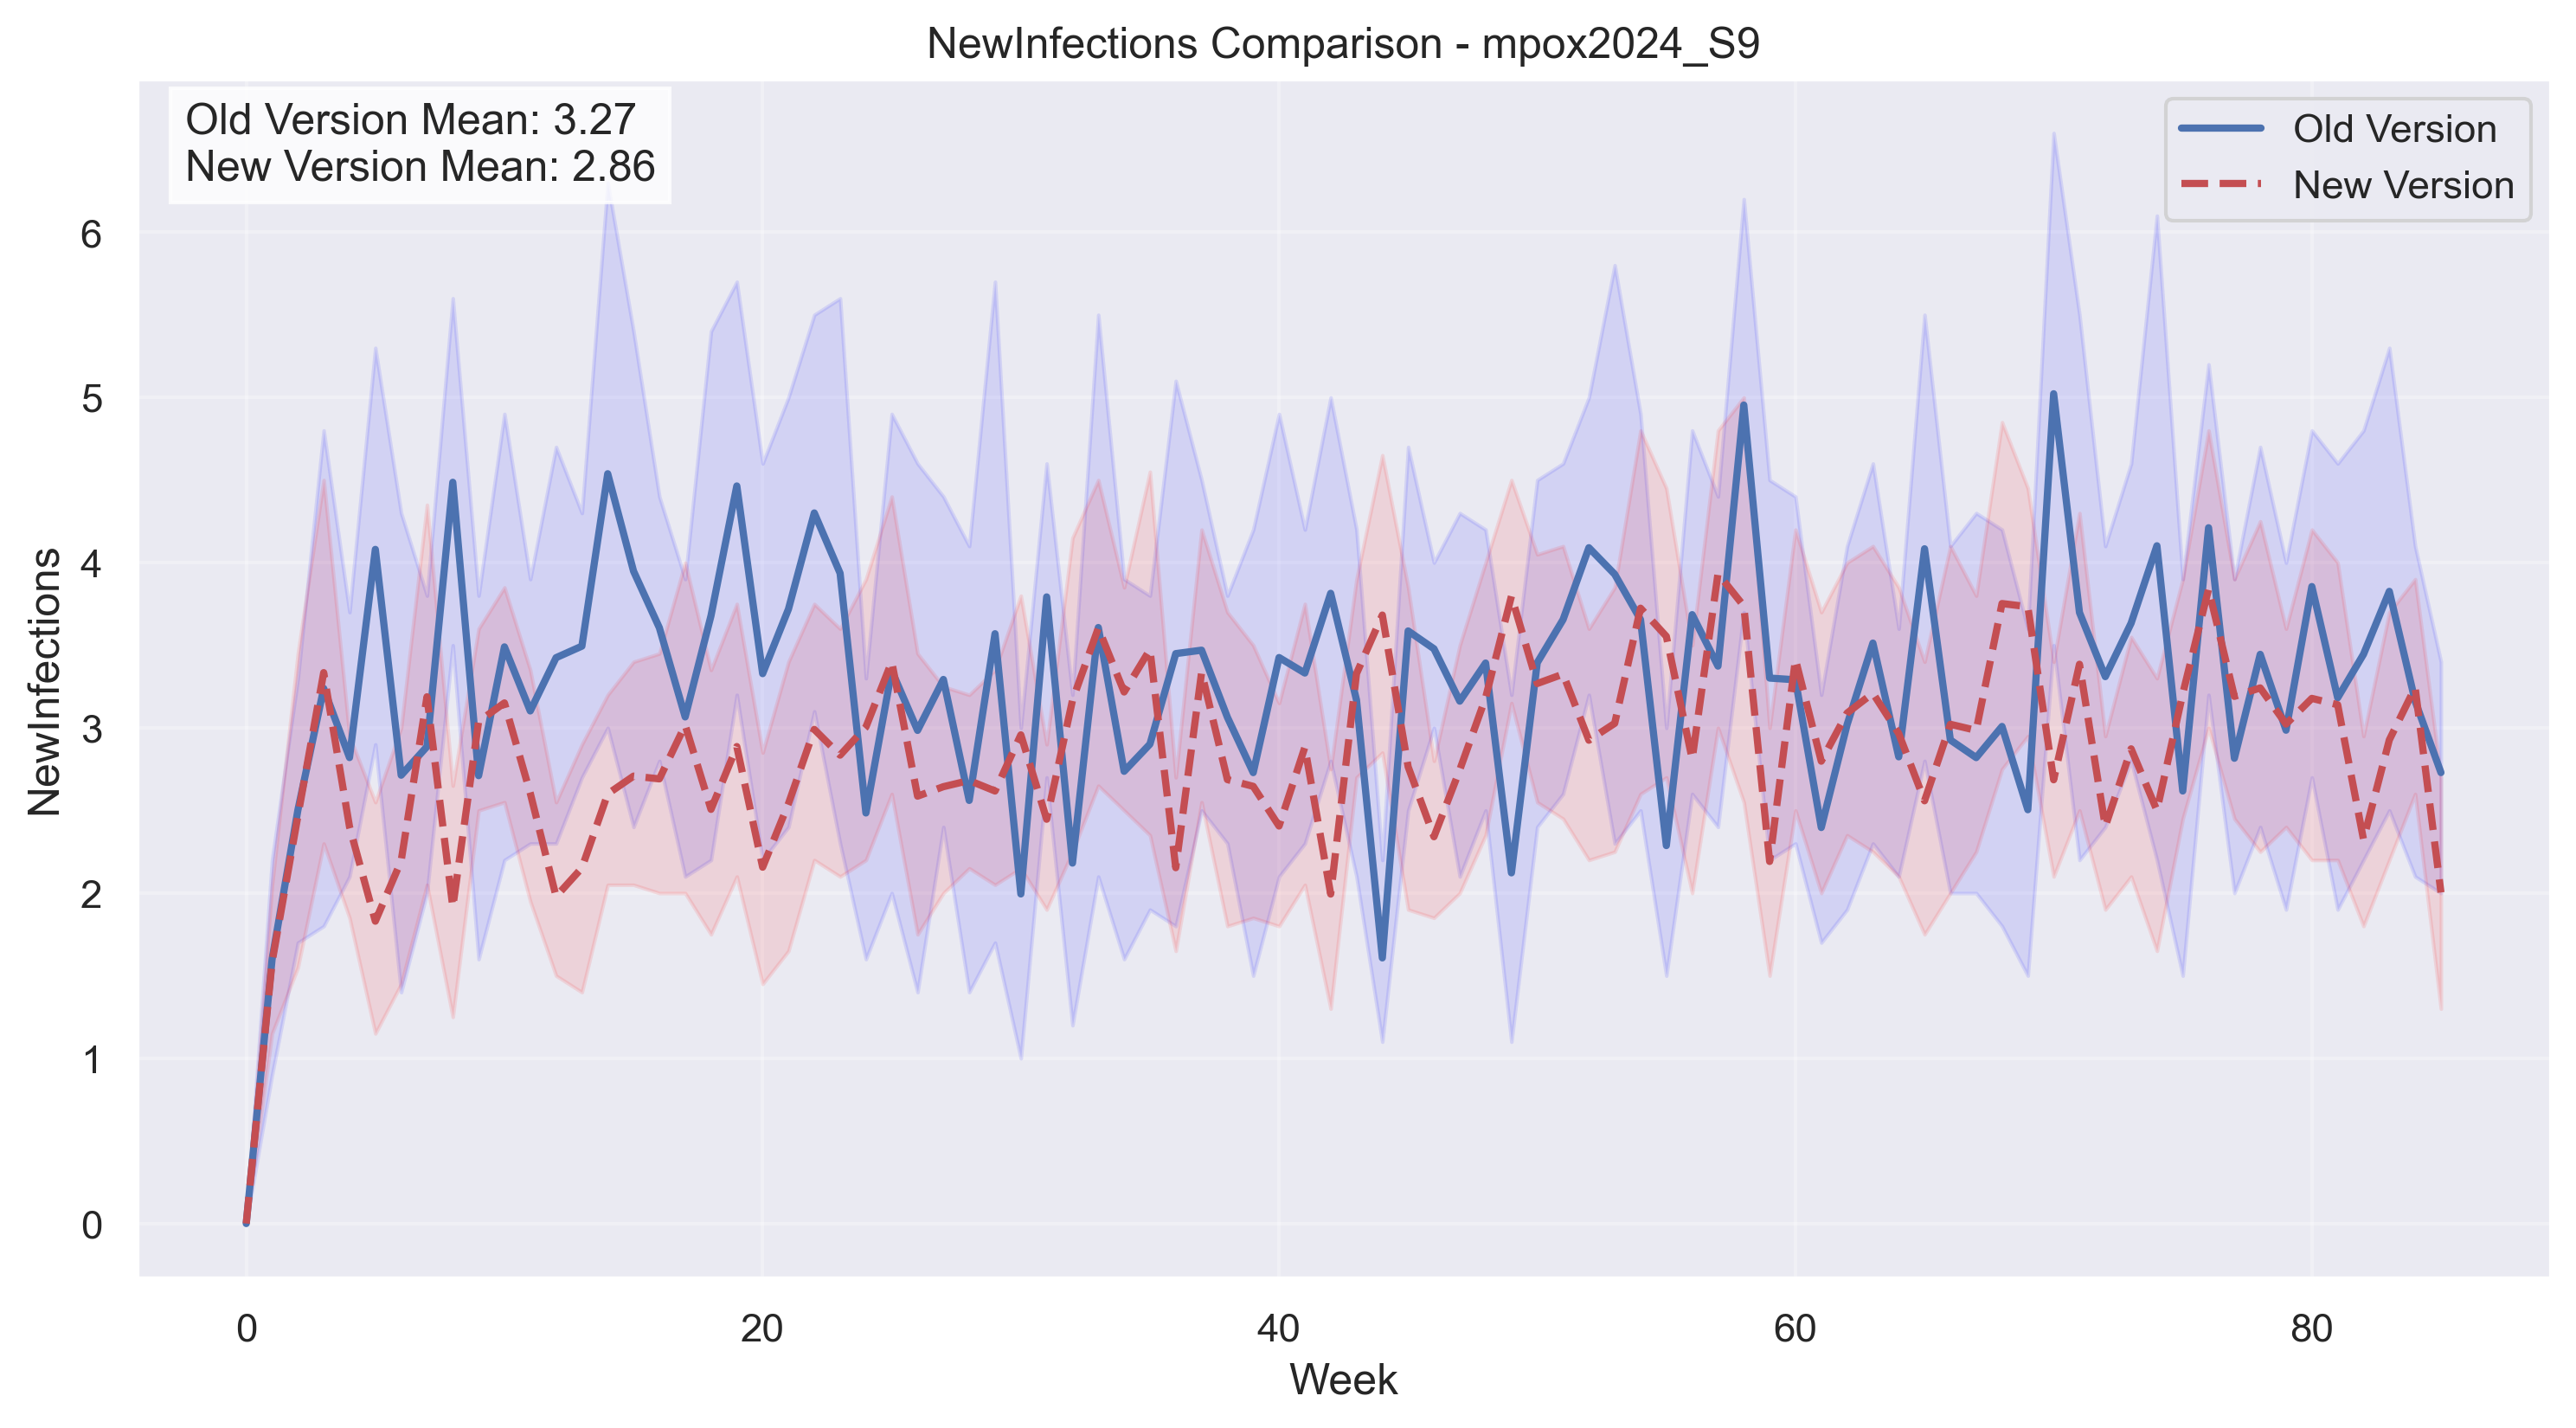 NewInfections Comparison - mpox2024_S9
Old Version Mean: 3.27
New Version Mean: 2.86
Old Version
New Version
6
5
4
3
2
1
0
NewInfections
0 20 40 60 80
Week